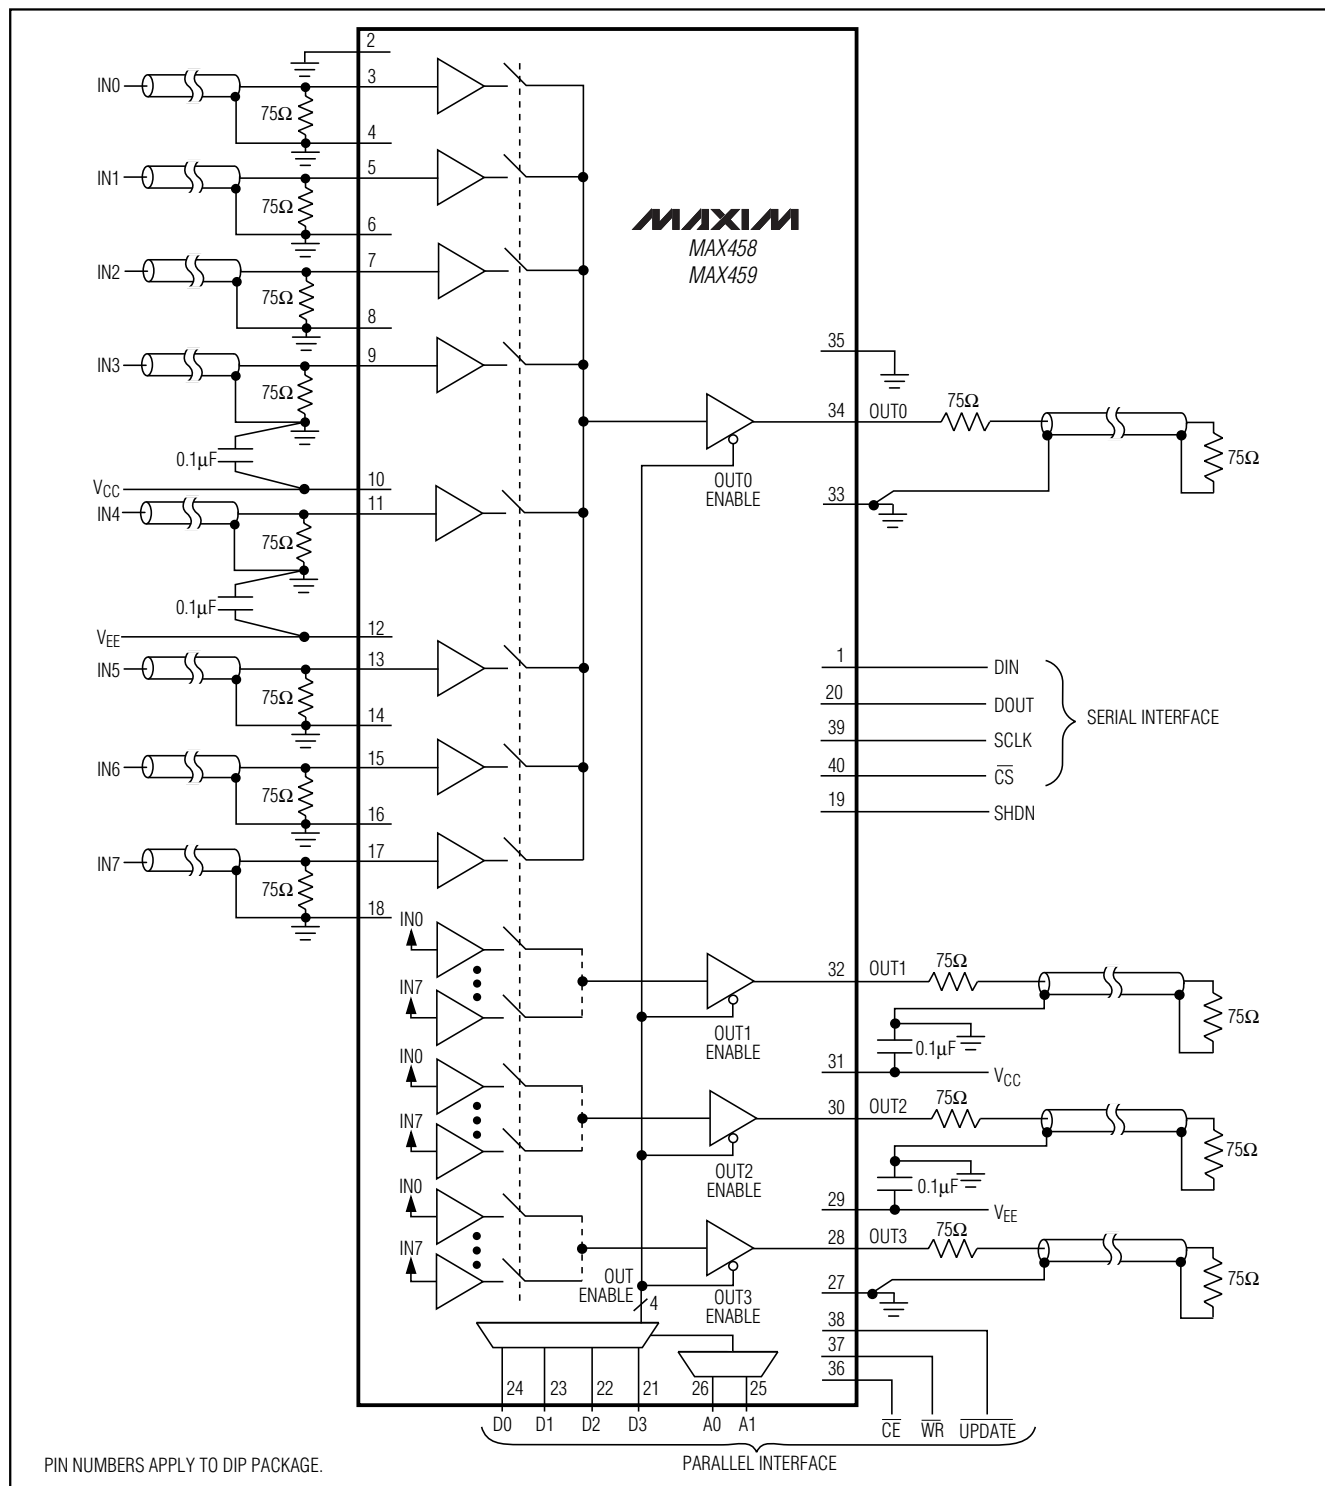 2
IN0
3
75Ω
4
IN1
5
75Ω
6
MAXIM
MAX458
MAX459
IN2
7
75Ω
8
IN3
9
75Ω
0.1µF
VCC
10
IN4
11
75Ω
0.1µF
VEE
12
IN5
13
75Ω
14
IN6
15
75Ω
16
IN7
17
75Ω
18
35
34
OUT0
75Ω
75Ω
OUT0
ENABLE
33
1
DIN
20
DOUT
39
SCLK
40
CS
19
SHDN
SERIAL INTERFACE
IN0
IN7
32
OUT1
75Ω
75Ω
OUT1
ENABLE
0.1µF
31
VCC
IN0
IN7
30
OUT2
75Ω
75Ω
OUT2
ENABLE
0.1µF
29
VEE
IN0
IN7
28
OUT3
75Ω
75Ω
OUT
ENABLE
4
OUT3
ENABLE
27
38
37
36
24
23
22
21
26
25
D0
D1
D2
D3
A0
A1
CE
WR
UPDATE
PARALLEL INTERFACE
PIN NUMBERS APPLY TO DIP PACKAGE.